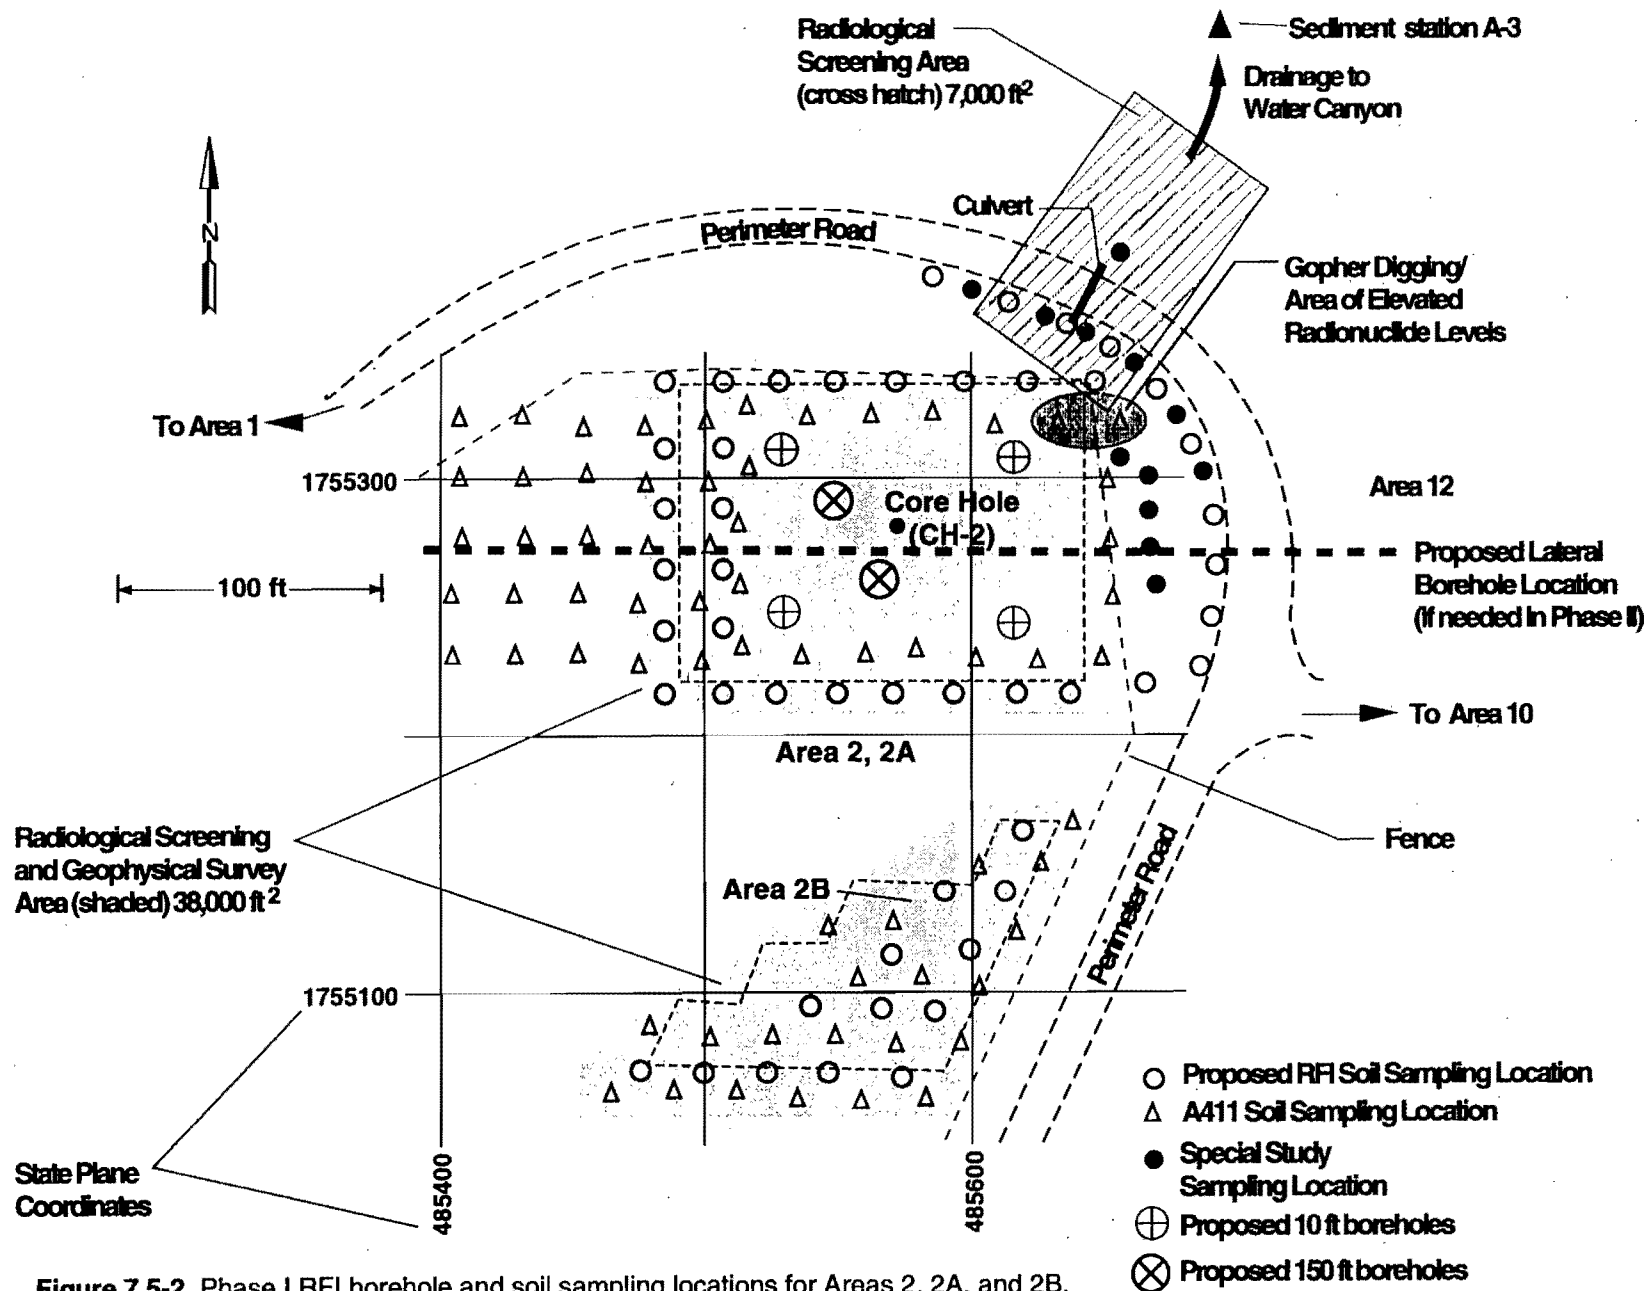 Radiological
Screening Area
(cross hatch) 7,000 ft²
Sediment station A-3
Drainage to
Water Canyon
N
Culvert
Perimeter Road
Gopher Digging/
Area of Elevated
Radionuclide Levels
To Area 1
1755300
Core Hole
(CH-2)
Area 12
100 ft
Proposed Lateral
Borehole Location
(If needed in Phase II)
To Area 10
Area 2, 2A
Radiological Screening
and Geophysical Survey
Area (shaded) 38,000 ft²
Fence
Area 2B
Perimeter Road
1755100
State Plane
Coordinates
485400
485600
Proposed RFI Soil Sampling Location
A411 Soil Sampling Location
Special Study
Sampling Location
Proposed 10 ft boreholes
Proposed 150 ft boreholes
Figure 7.5-2. Phase I RFI borehole and soil sampling locations for Areas 2, 2A, and 2B.